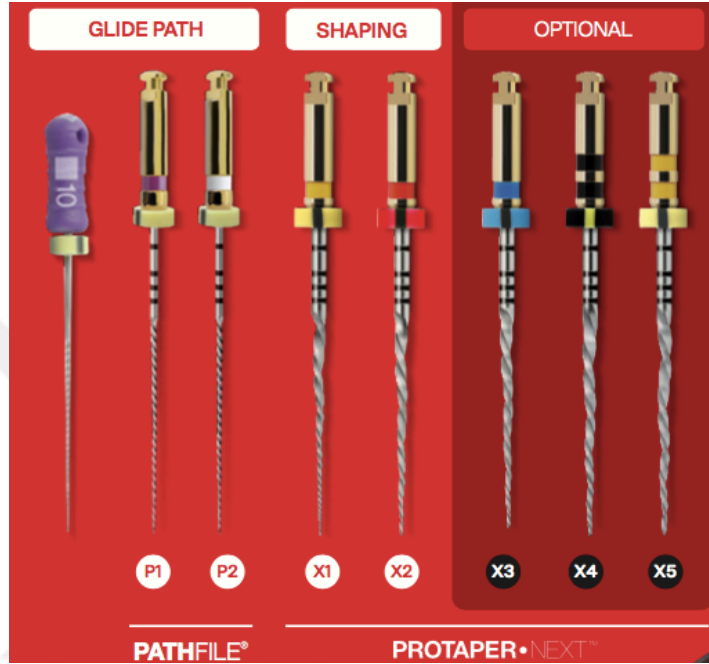 GLIDE PATH
SHAPING
OPTIONAL
10
P1
P2
X1
X2
X3
X4
X5
PATHFILE®
PROTAPER•NEXT™